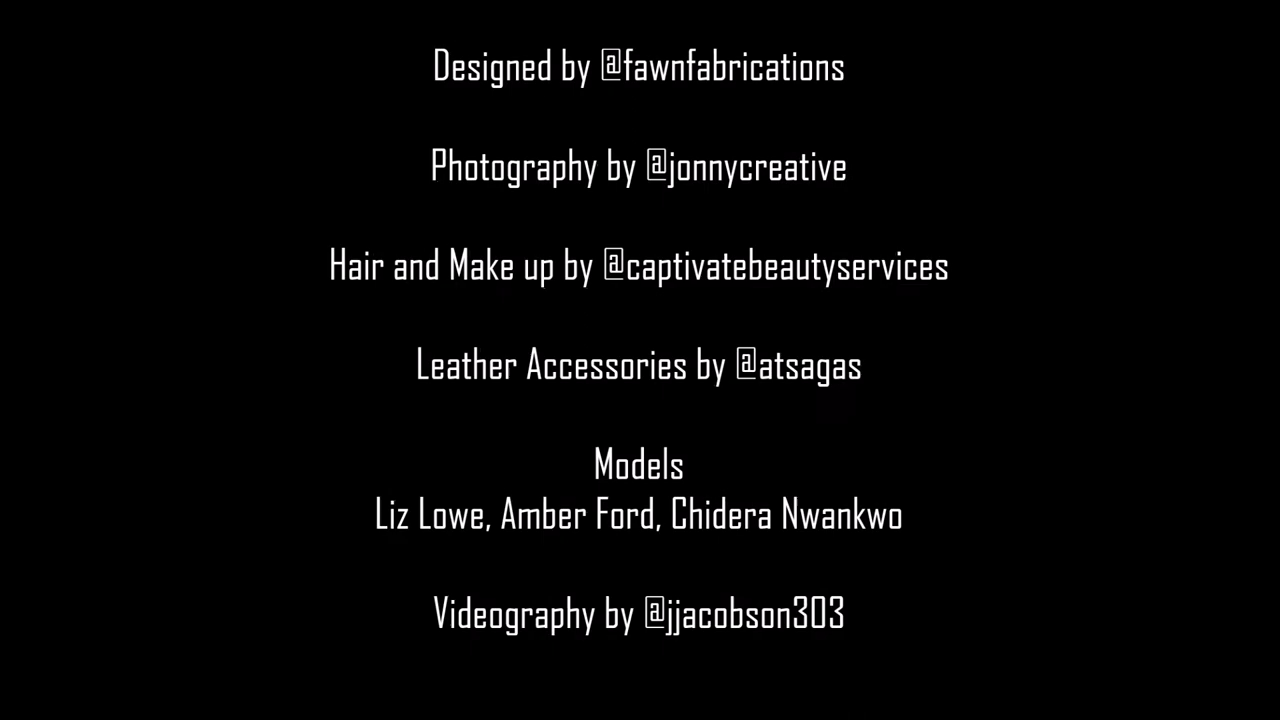 Designed by @fawnfabrications
Photography by @jonnycreative
Hair and Make up by @captivatebeautyservices
Leather Accessories by @atsagas
Models
Liz Lowe, Amber Ford, Chidera Nwankwo
Videography by @jjacobson303